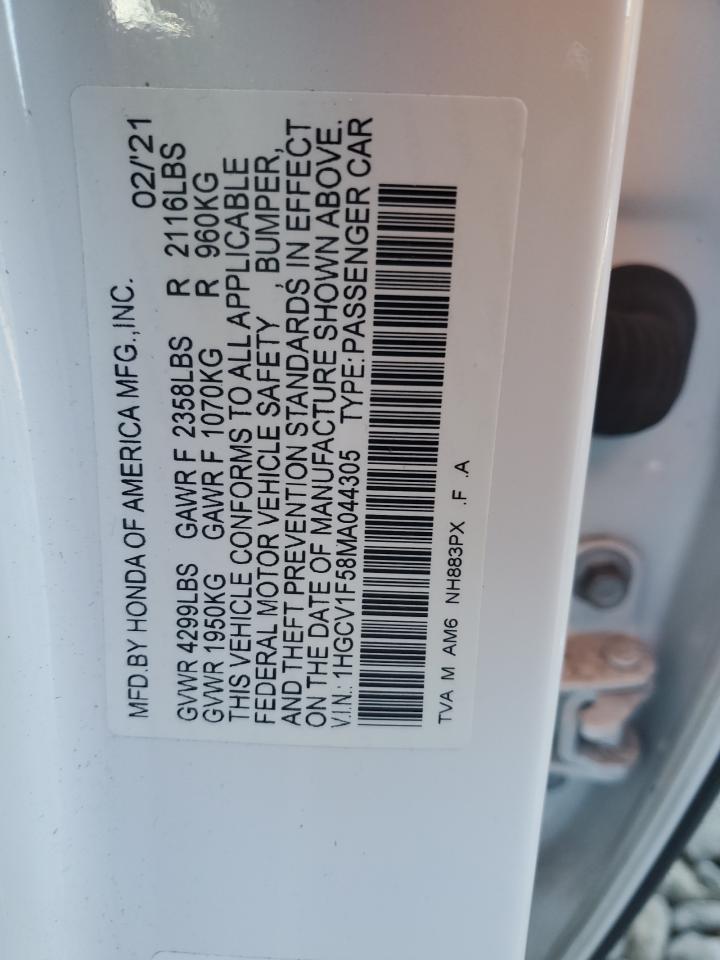 MFD.BY HONDA OF AMERICA MFG.,INC. 02/'21
GVWR 4299LBS GAWR F 2358LBS R 2116LBS
GVWR 1950KG GAWR F 1070KG R 960KG
THIS VEHICLE CONFORMS TO ALL APPLICABLE
FEDERAL MOTOR VEHICLE SAFETY , BUMPER,
AND THEFT PREVENTION STANDARDS IN EFFECT
ON THE DATE OF MANUFACTURE SHOWN ABOVE.
V.I.N.: 1HGCV1F58MA044305 TYPE:PASSENGER CAR
TVA M AM6 NH883PX .F .A